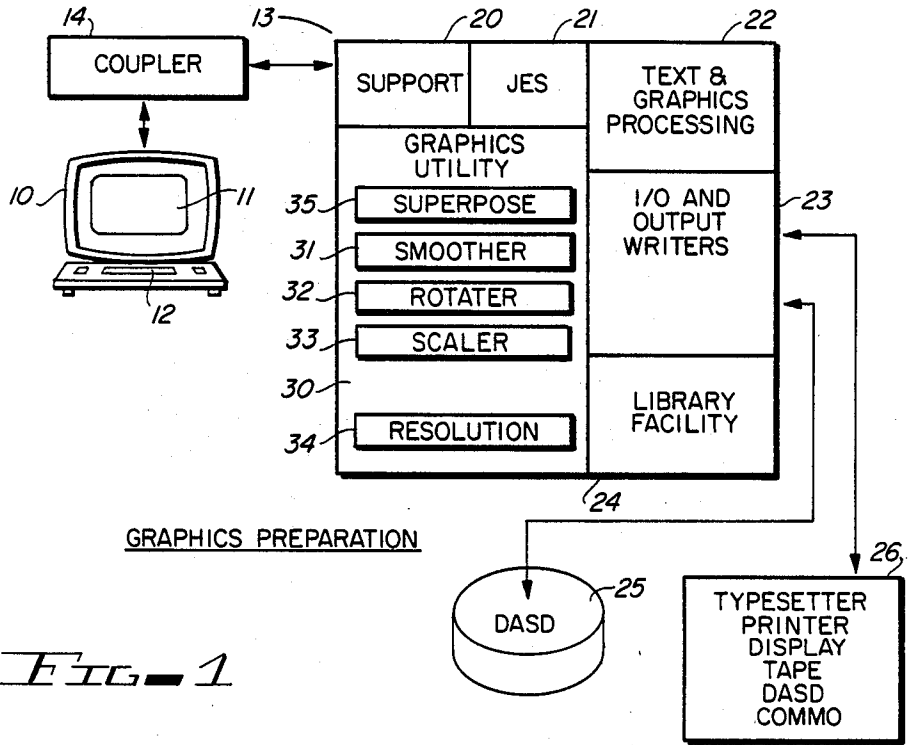 14
13
20
21
22
COUPLER
SUPPORT
JES
TEXT &
GRAPHICS
PROCESSING
GRAPHICS
UTILITY
10
11
12
35
SUPERPOSE
I/O AND
OUTPUT
WRITERS
23
31
SMOOTHER
32
ROTATER
33
SCALER
30
LIBRARY
FACILITY
34
RESOLUTION
24
GRAPHICS PREPARATION
25
DASD
26
TYPESETTER
PRINTER
DISPLAY
TAPE
DASD
COMMO
FIG-1